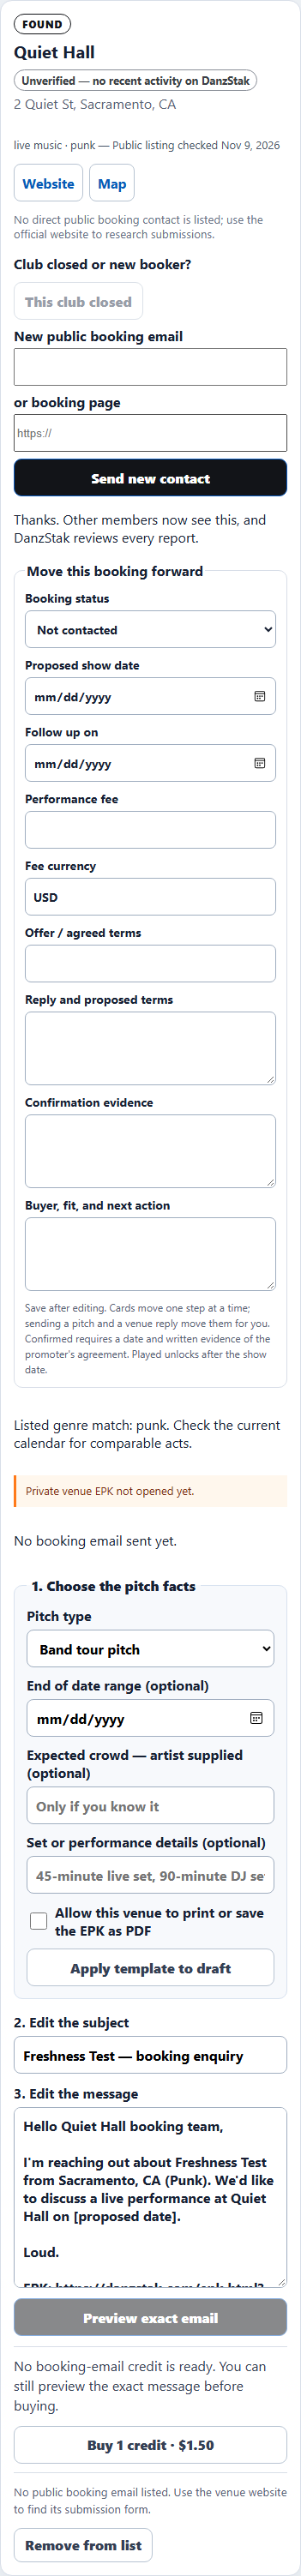 FOUND
Quiet Hall
Unverified — no recent activity on DanzStak
2 Quiet St, Sacramento, CA
live music · punk — Public listing checked Nov 9, 2026
Website
Map
No direct public booking contact is listed; use the
official website to research submissions.
Club closed or new booker?
This club closed
New public booking email
or booking page
https://
Send new contact
Thanks. Other members now see this, and
DanzStak reviews every report.
Move this booking forward
Booking status
Not contacted
Proposed show date
mm/dd/yyyy
Follow up on
mm/dd/yyyy
Performance fee
Fee currency
USD
Offer / agreed terms
Reply and proposed terms
Confirmation evidence
Buyer, fit, and next action
Save after editing. Cards move one step at a time;
sending a pitch and a venue reply move them for you.
Confirmed requires a date and written evidence of the
promoter's agreement. Played unlocks after the show
date.
Listed genre match: punk. Check the current
calendar for comparable acts.
Private venue EPK not opened yet.
No booking email sent yet.
1. Choose the pitch facts
Pitch type
Band tour pitch
End of date range (optional)
mm/dd/yyyy
Expected crowd — artist supplied
(optional)
Only if you know it
Set or performance details (optional)
45-minute live set, 90-minute DJ se
Allow this venue to print or save
the EPK as PDF
Apply template to draft
2. Edit the subject
Freshness Test — booking enquiry
3. Edit the message
Hello Quiet Hall booking team,
I'm reaching out about Freshness Test
from Sacramento, CA (Punk). We'd like
to discuss a live performance at Quiet
Hall on [proposed date].
Loud.
EPK: https://danzstak.com/epk.html?
Preview exact email
No booking-email credit is ready. You can
still preview the exact message before
buying.
Buy 1 credit · $1.50
No public booking email listed. Use the venue website
to find its submission form.
Remove from list